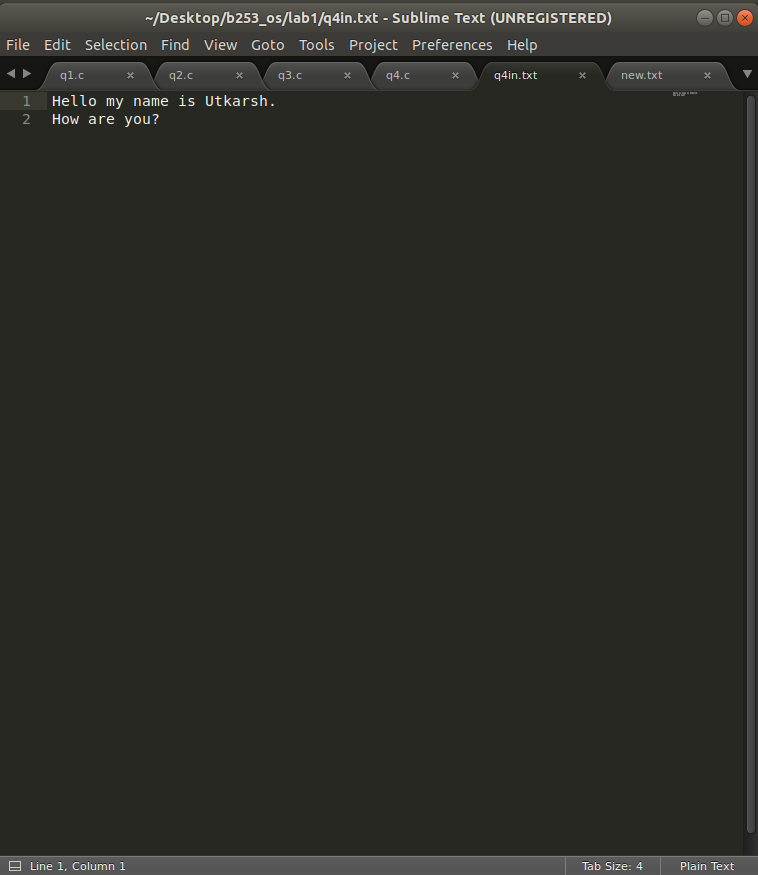 ~/Desktop/b253_os/lab1/q4in.txt - Sublime Text (UNREGISTERED)
File Edit Selection Find View Goto Tools Project Preferences Help
q1.c q2.c q3.c q4.c q4in.txt new.txt
1 Hello my name is Utkarsh.
2 How are you?
Line 1, Column 1 Tab Size: 4 Plain Text